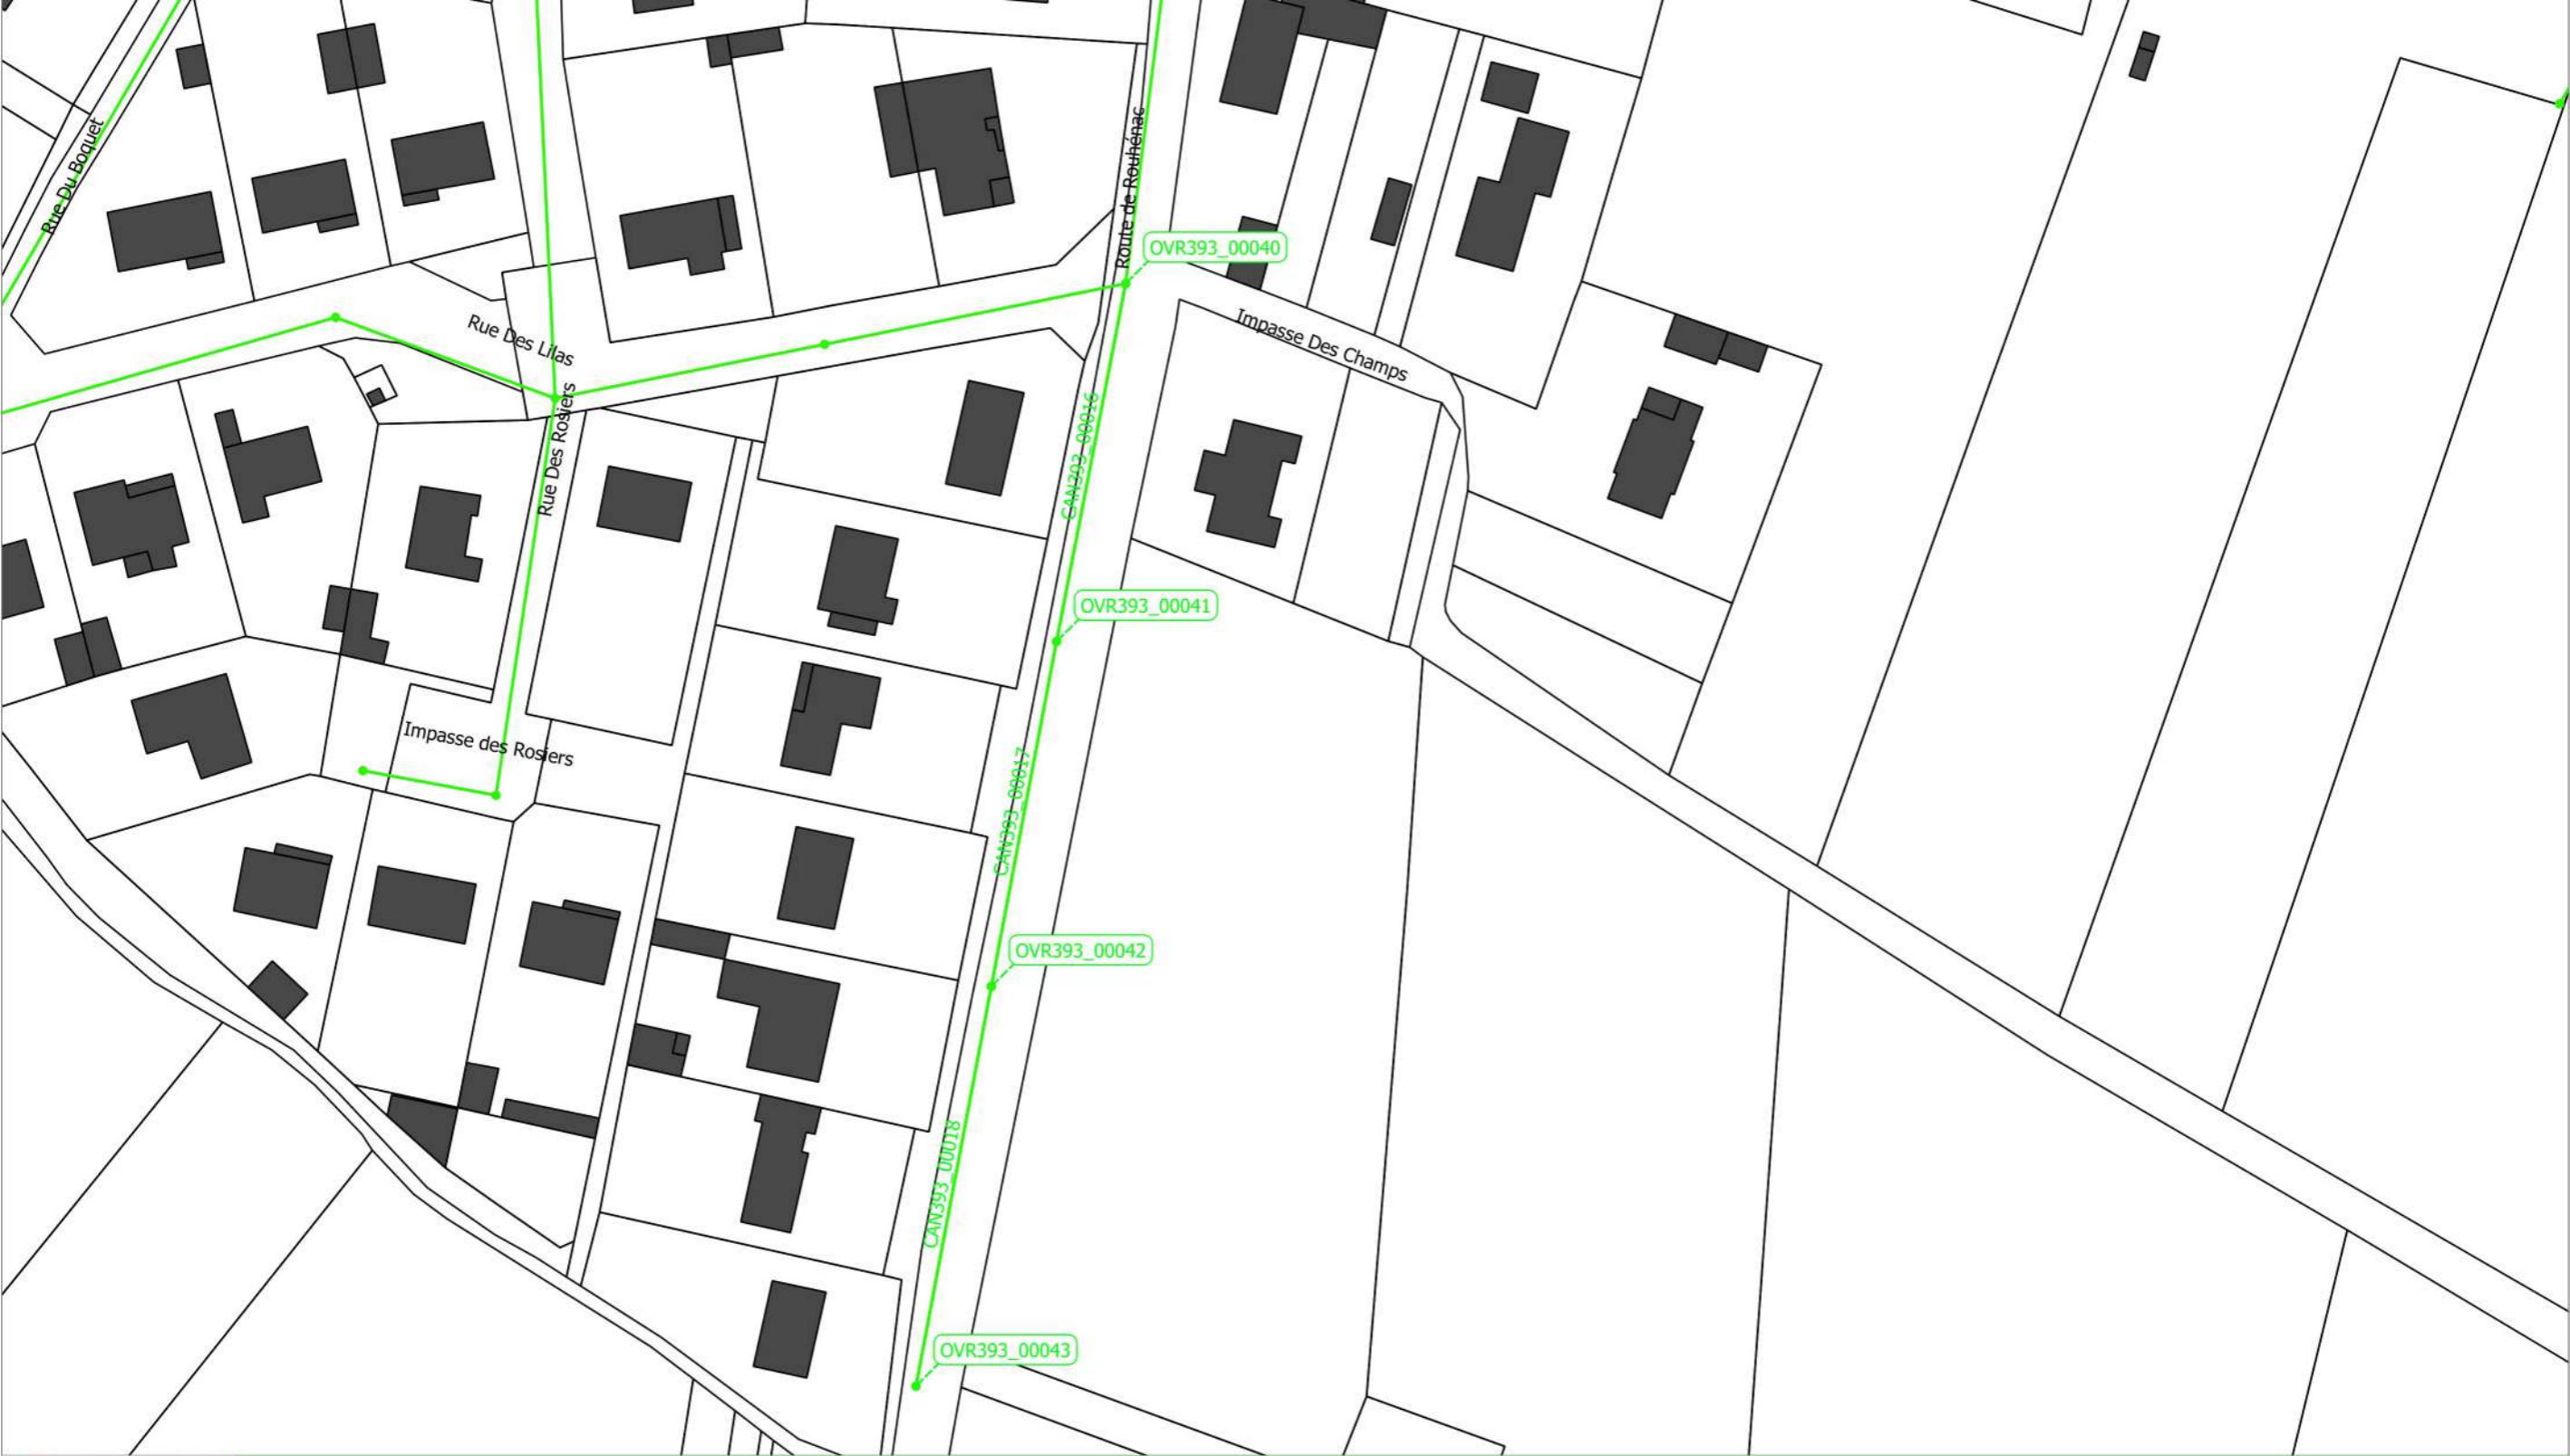 Rue Du Boquet
Route de Rouhénac
OVR393_00040
Rue Des Lilas
Impasse Des Champs
Rue Des Rosiers
CAN393_00016
OVR393_00041
Impasse des Rosiers
CAN393_00017
OVR393_00042
CAN393_00018
OVR393_00043